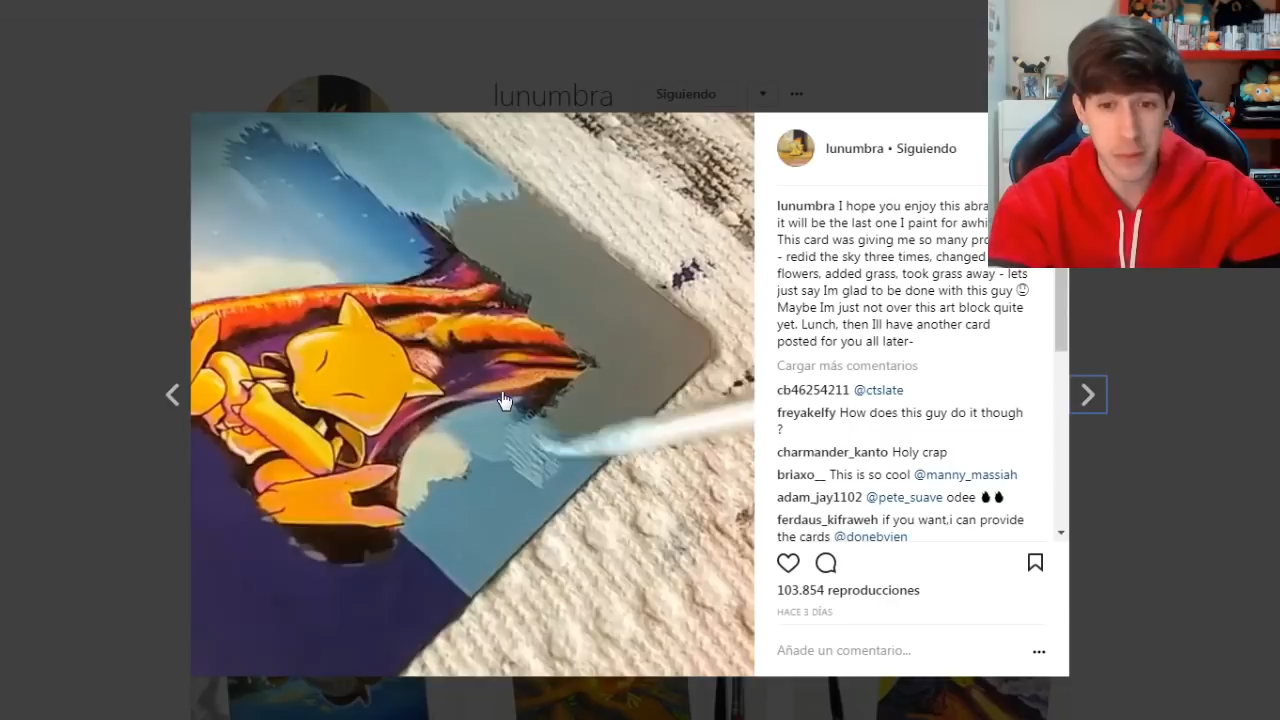 lunumbra Siguiendo
lunumbra • Siguiendo
lunumbra I hope you enjoy this abra
it will be the last one I paint for awhi
This card was giving me so many pro
- redid the sky three times, changed
flowers, added grass, took grass away - lets
just say Im glad to be done with this guy
Maybe Im just not over this art block quite
yet. Lunch, then Ill have another card
posted for you all later-
Cargar más comentarios
cb46254211 @ctslate
freyakelfy How does this guy do it though
?
charmander_kanto Holy crap
briaxo__ This is so cool @manny_massiah
adam_jay1102 @pete_suave odee
ferdaus_kifraweh if you want,i can provide
the cards @donebvien
103.854 reproducciones
HACE 3 DÍAS
Añade un comentario...